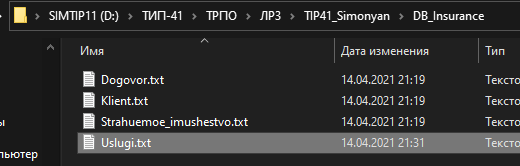 SIMTIP11 (D:) › ТИП-41 › ТРПО › ЛР3 › TIP41_Simonyan › DB_Insurance
Имя Дата изменения Тип
Dogovor.txt 14.04.2021 21:19 Тексто
Klient.txt 14.04.2021 21:19 Тексто
Strahuemoe_imushestvo.txt 14.04.2021 21:19 Тексто
ы Uslugi.txt 14.04.2021 21:31 Тексто
пьютер